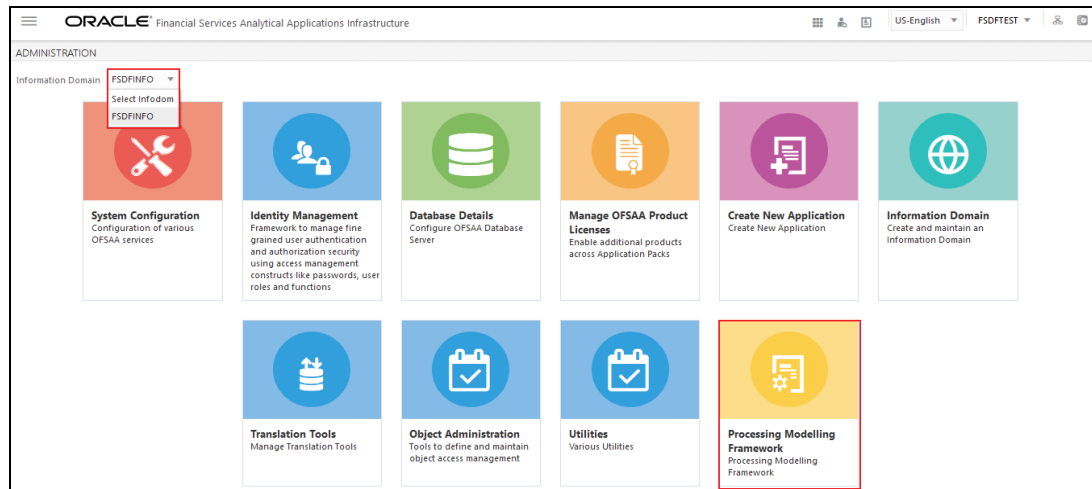 ORACLE Financial Services Analytical Applications Infrastructure
US-English
FSDFTEST
ADMINISTRATION
Information Domain
FSDFINFO
Select Infodom
FSDFINFO
System Configuration
Configuration of various
OFSAA services
Identity Management
Framework to manage fine
grained user authentication
and authorization security
using access management
constructs like passwords, user
roles and functions
Database Details
Configure OFSAA Database
Server
Manage OFSAA Product
Licenses
Enable additional products
across Application Packs
Create New Application
Create New Application
Information Domain
Create and maintain an
Information Domain
Translation Tools
Manage Translation Tools
Object Administration
Tools to define and maintain
object access management
Utilities
Various Utilities
Processing Modelling
Framework
Processing Modelling
Framework